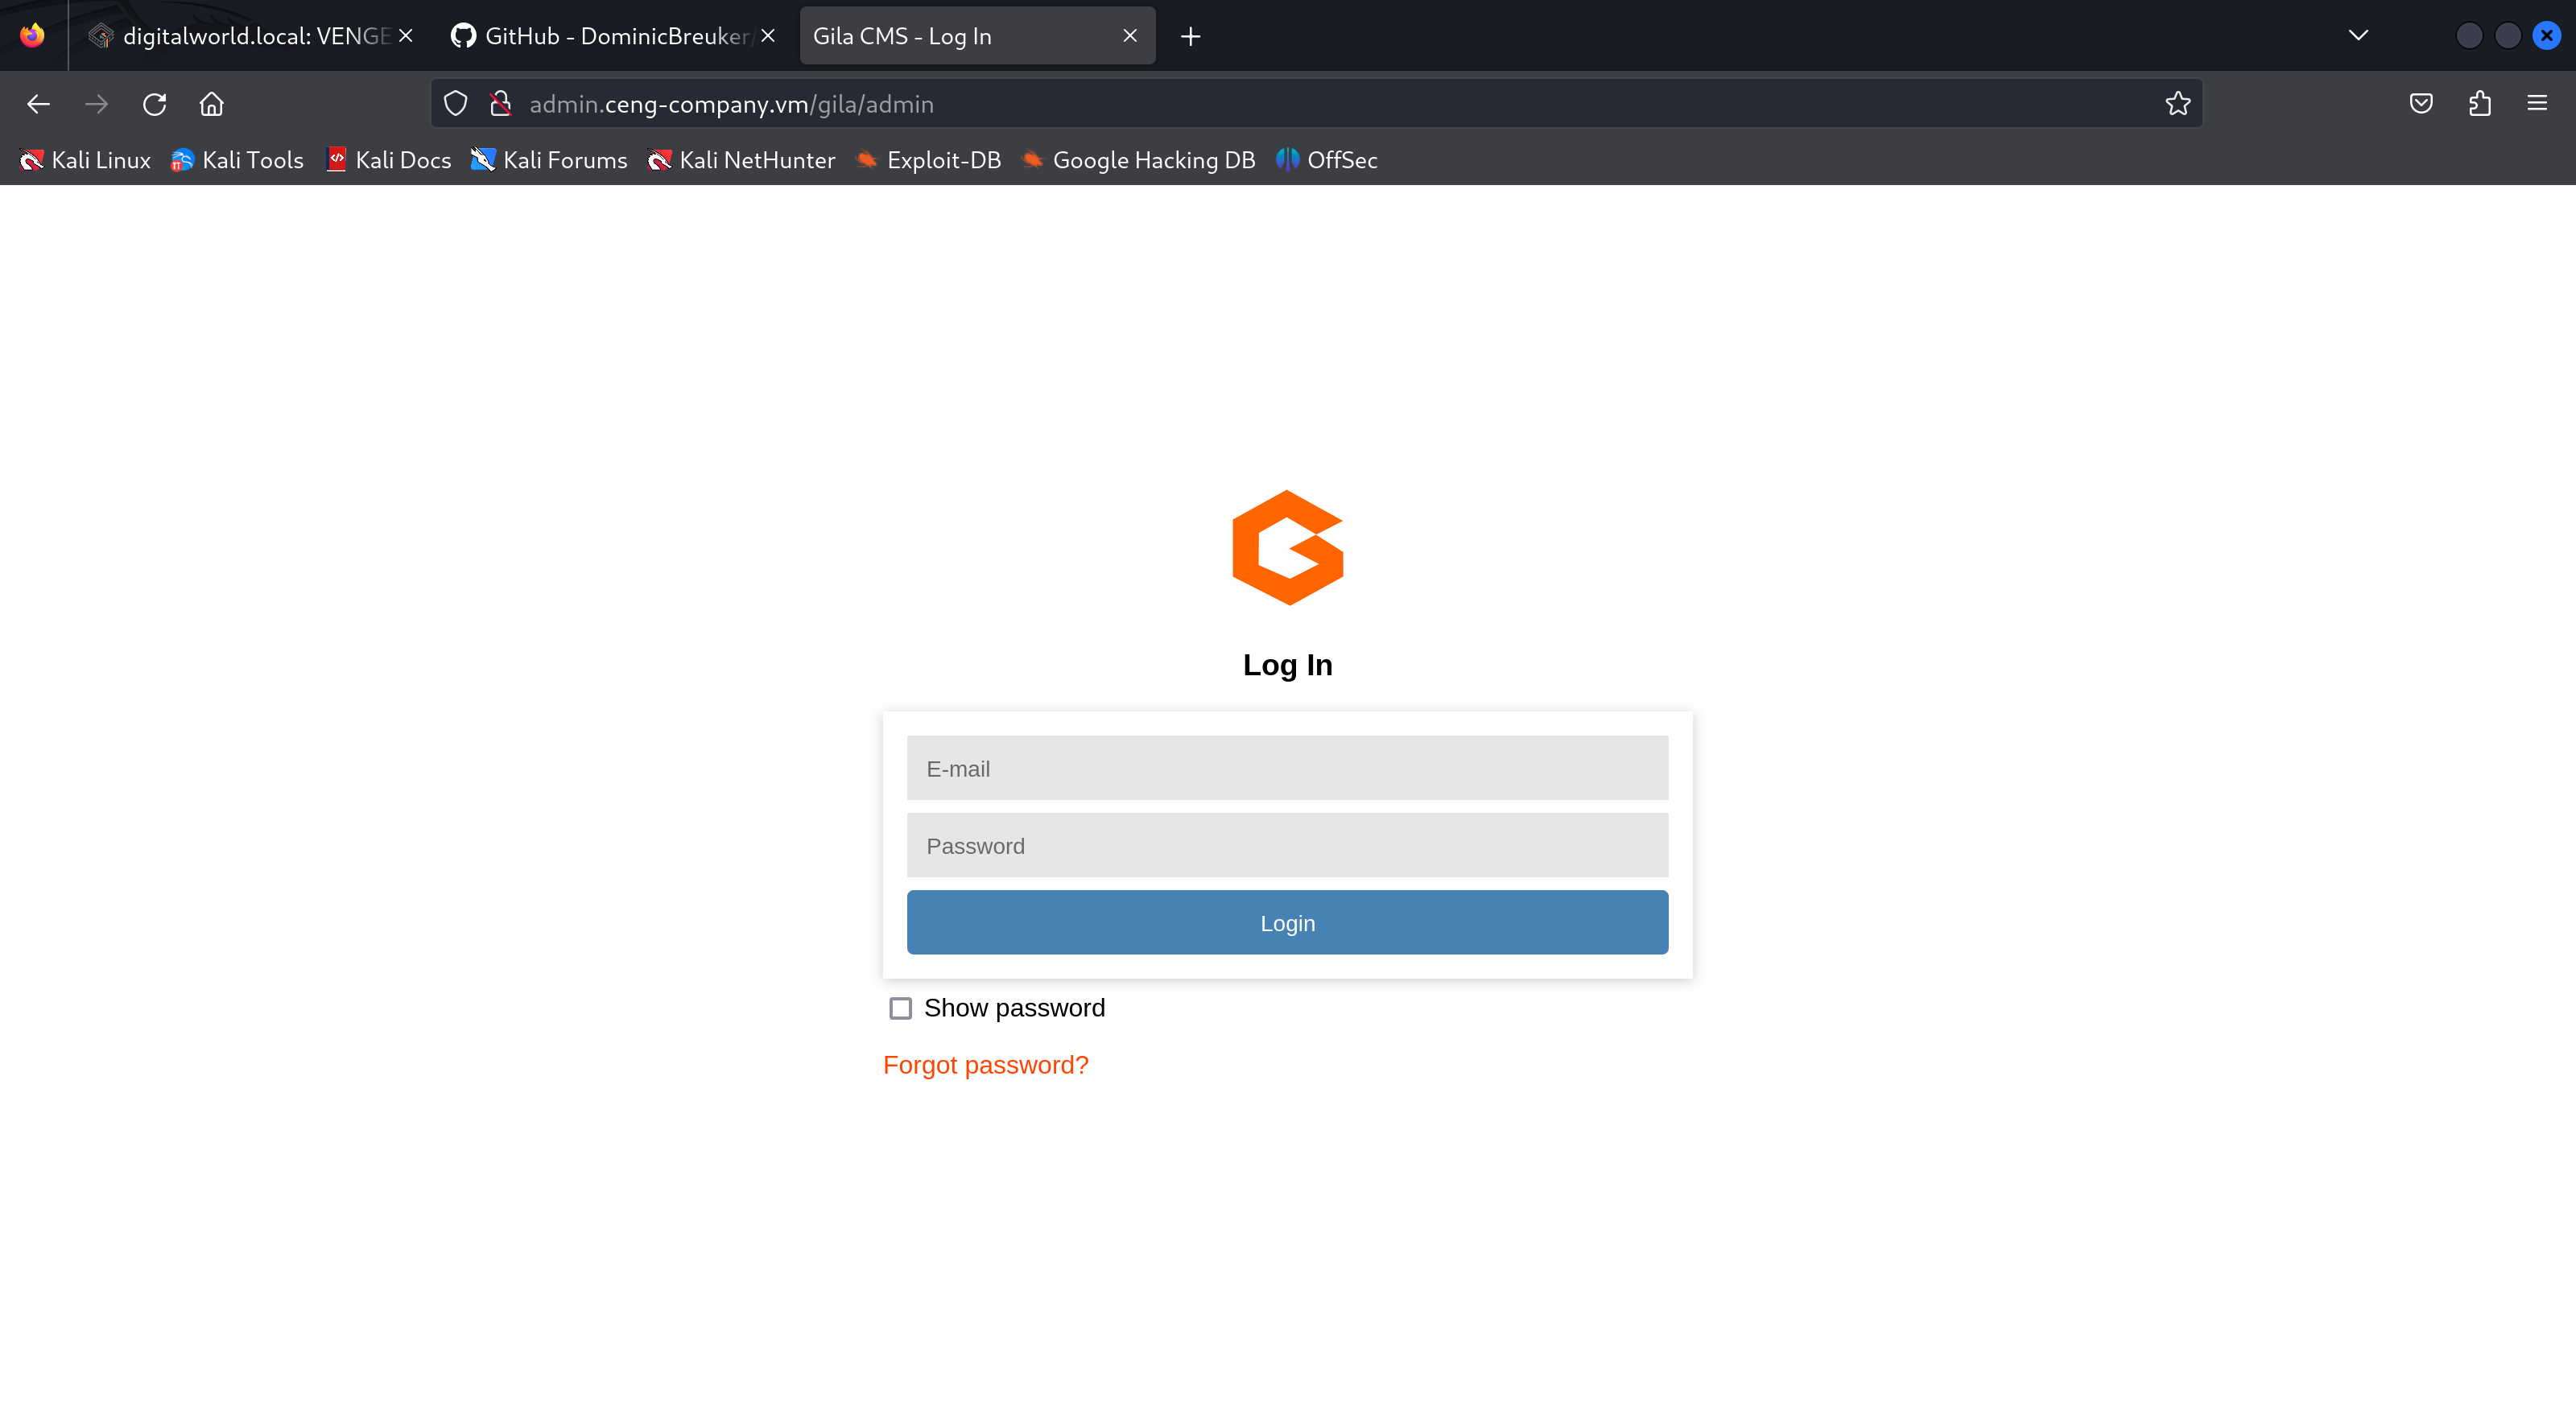 digitalworld.local: VENGE
GitHub - DominicBreuker/
Gila CMS - Log In
admin.ceng-company.vm/gila/admin
Kali Linux Kali Tools Kali Docs Kali Forums Kali NetHunter Exploit-DB Google Hacking DB OffSec
Log In
E-mail
Password
Login
Show password
Forgot password?